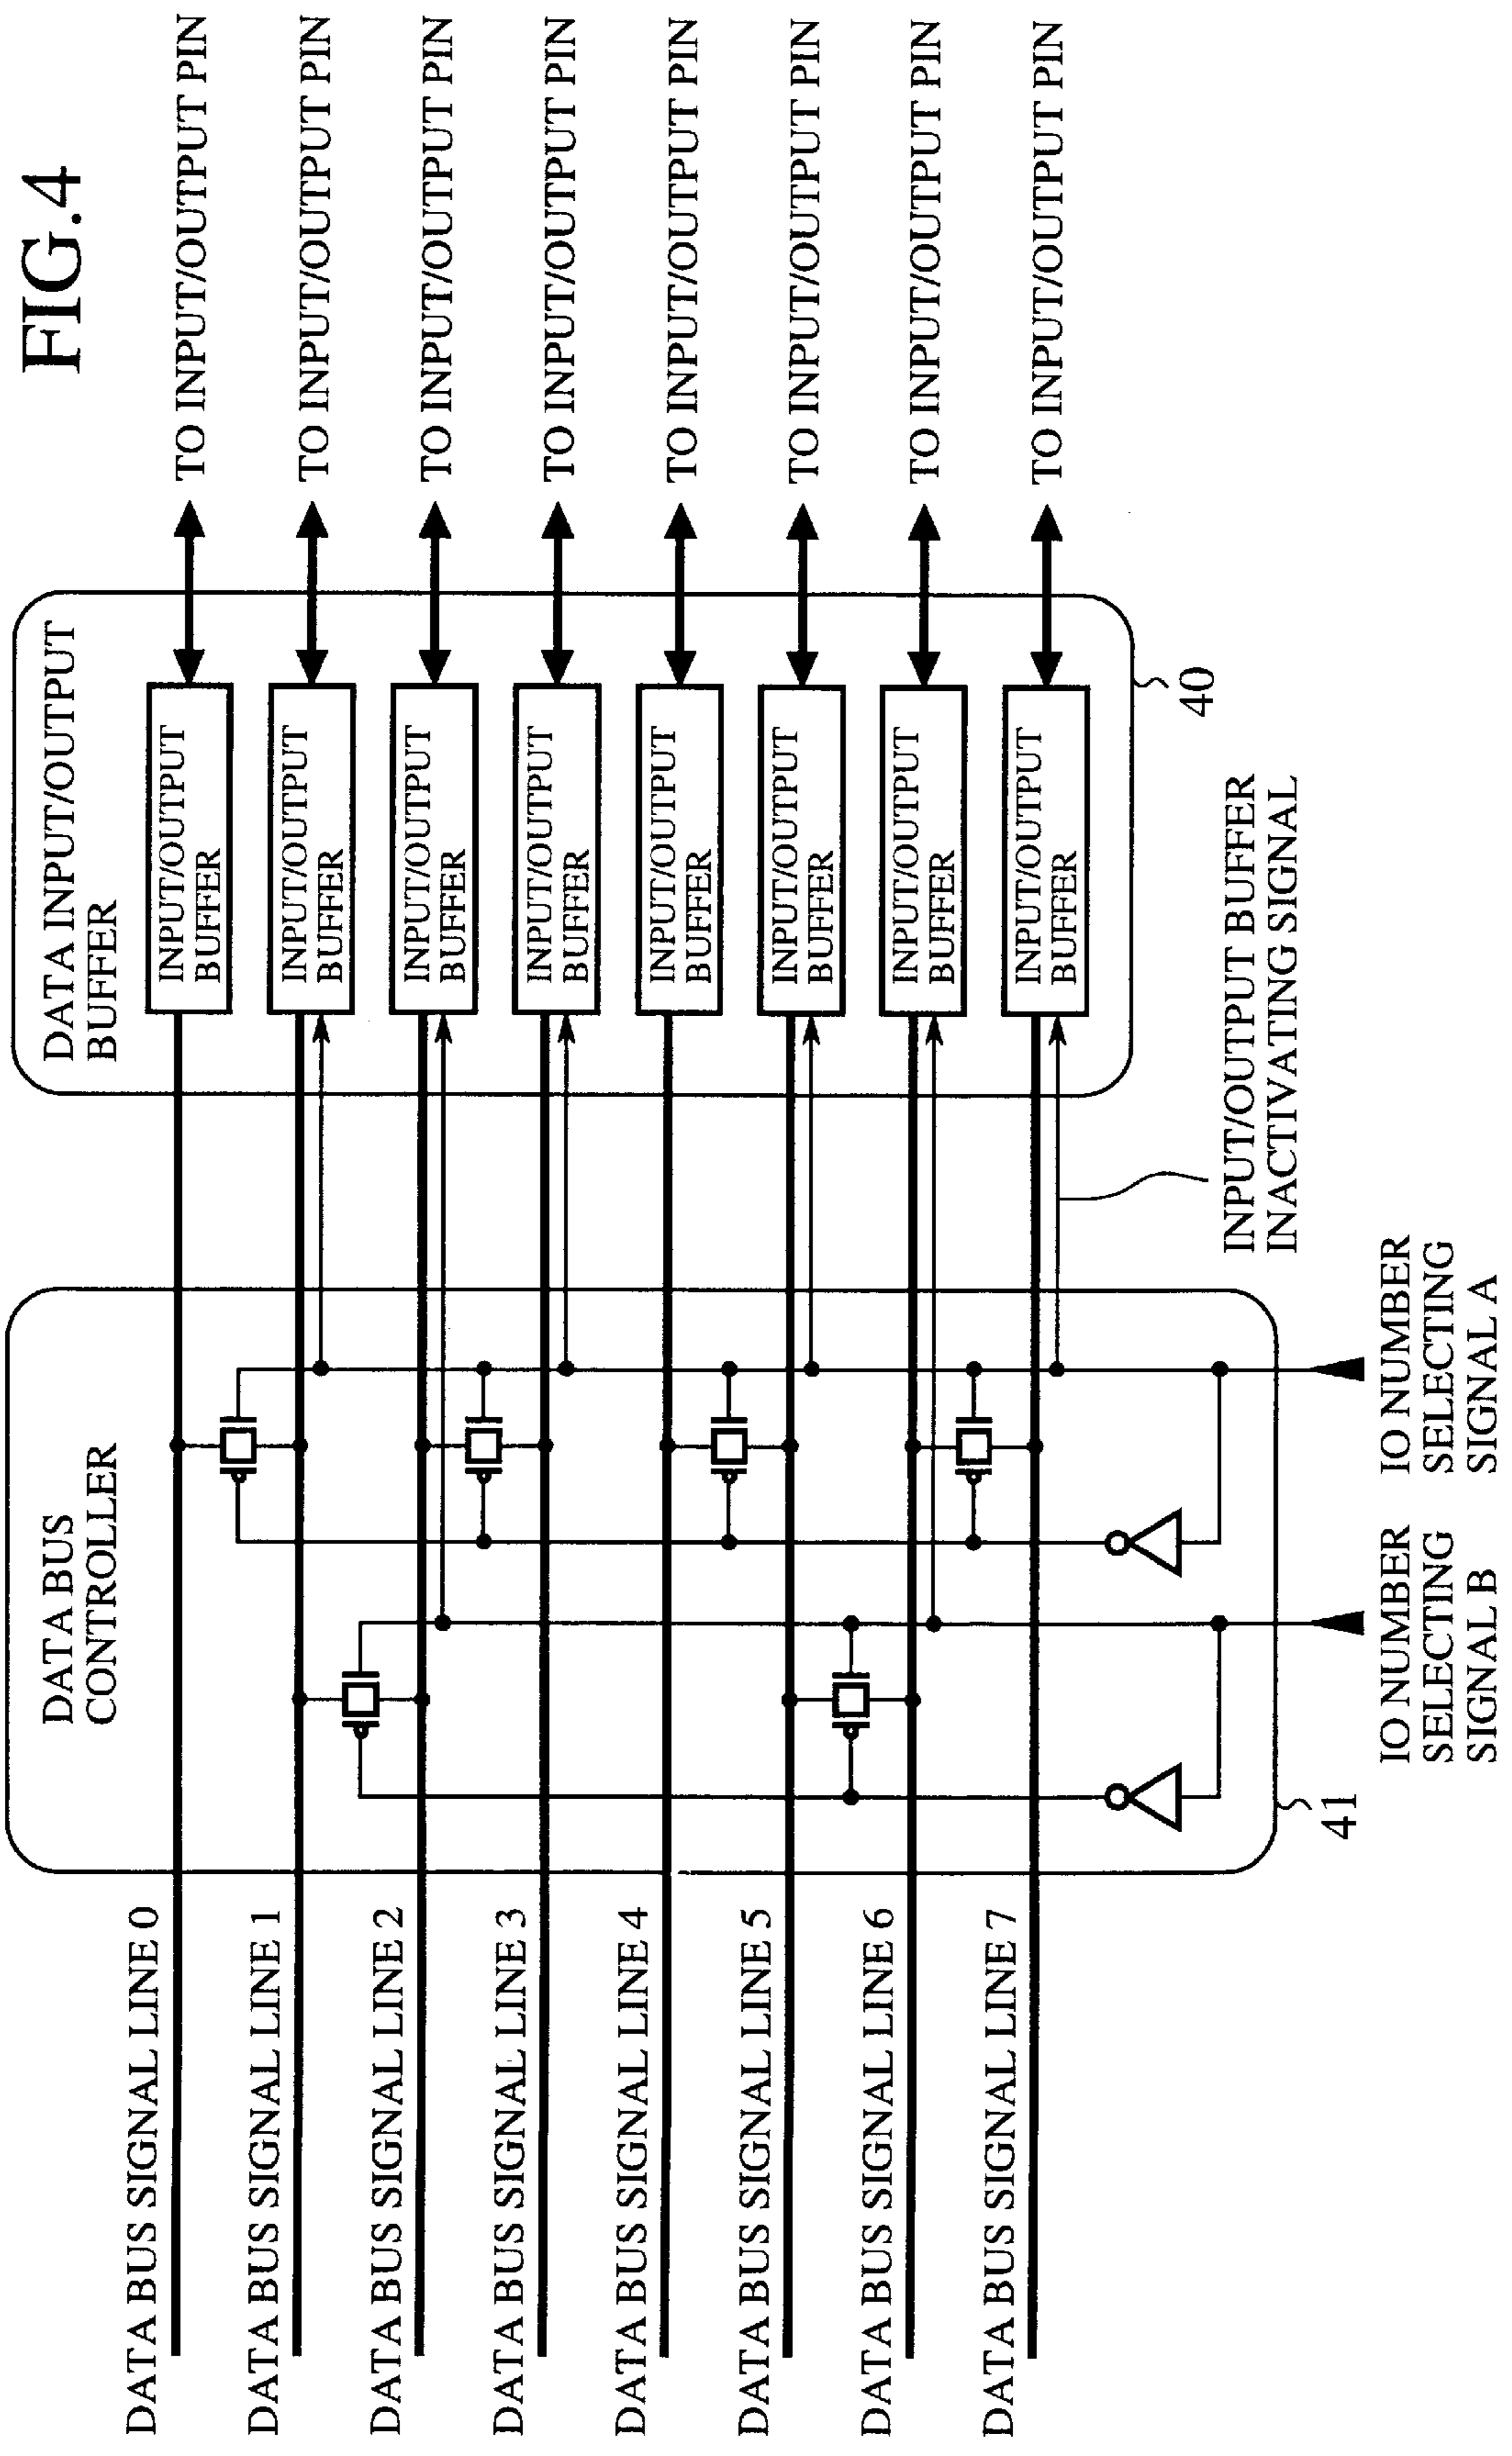 FIG.4
DATA BUS SIGNAL LINE 0
DATA BUS SIGNAL LINE 1
DATA BUS SIGNAL LINE 2
DATA BUS SIGNAL LINE 3
DATA BUS SIGNAL LINE 4
DATA BUS SIGNAL LINE 5
DATA BUS SIGNAL LINE 6
DATA BUS SIGNAL LINE 7
DATA BUS
CONTROLLER
41
IO NUMBER
SELECTING
SIGNAL B
IO NUMBER
SELECTING
SIGNAL A
INPUT/OUTPUT BUFFER
INACTIVATING SIGNAL
DATA INPUT/OUTPUT
BUFFER
INPUT/OUTPUT
BUFFER
INPUT/OUTPUT
BUFFER
INPUT/OUTPUT
BUFFER
INPUT/OUTPUT
BUFFER
INPUT/OUTPUT
BUFFER
INPUT/OUTPUT
BUFFER
INPUT/OUTPUT
BUFFER
INPUT/OUTPUT
BUFFER
40
TO INPUT/OUTPUT PIN
TO INPUT/OUTPUT PIN
TO INPUT/OUTPUT PIN
TO INPUT/OUTPUT PIN
TO INPUT/OUTPUT PIN
TO INPUT/OUTPUT PIN
TO INPUT/OUTPUT PIN
TO INPUT/OUTPUT PIN